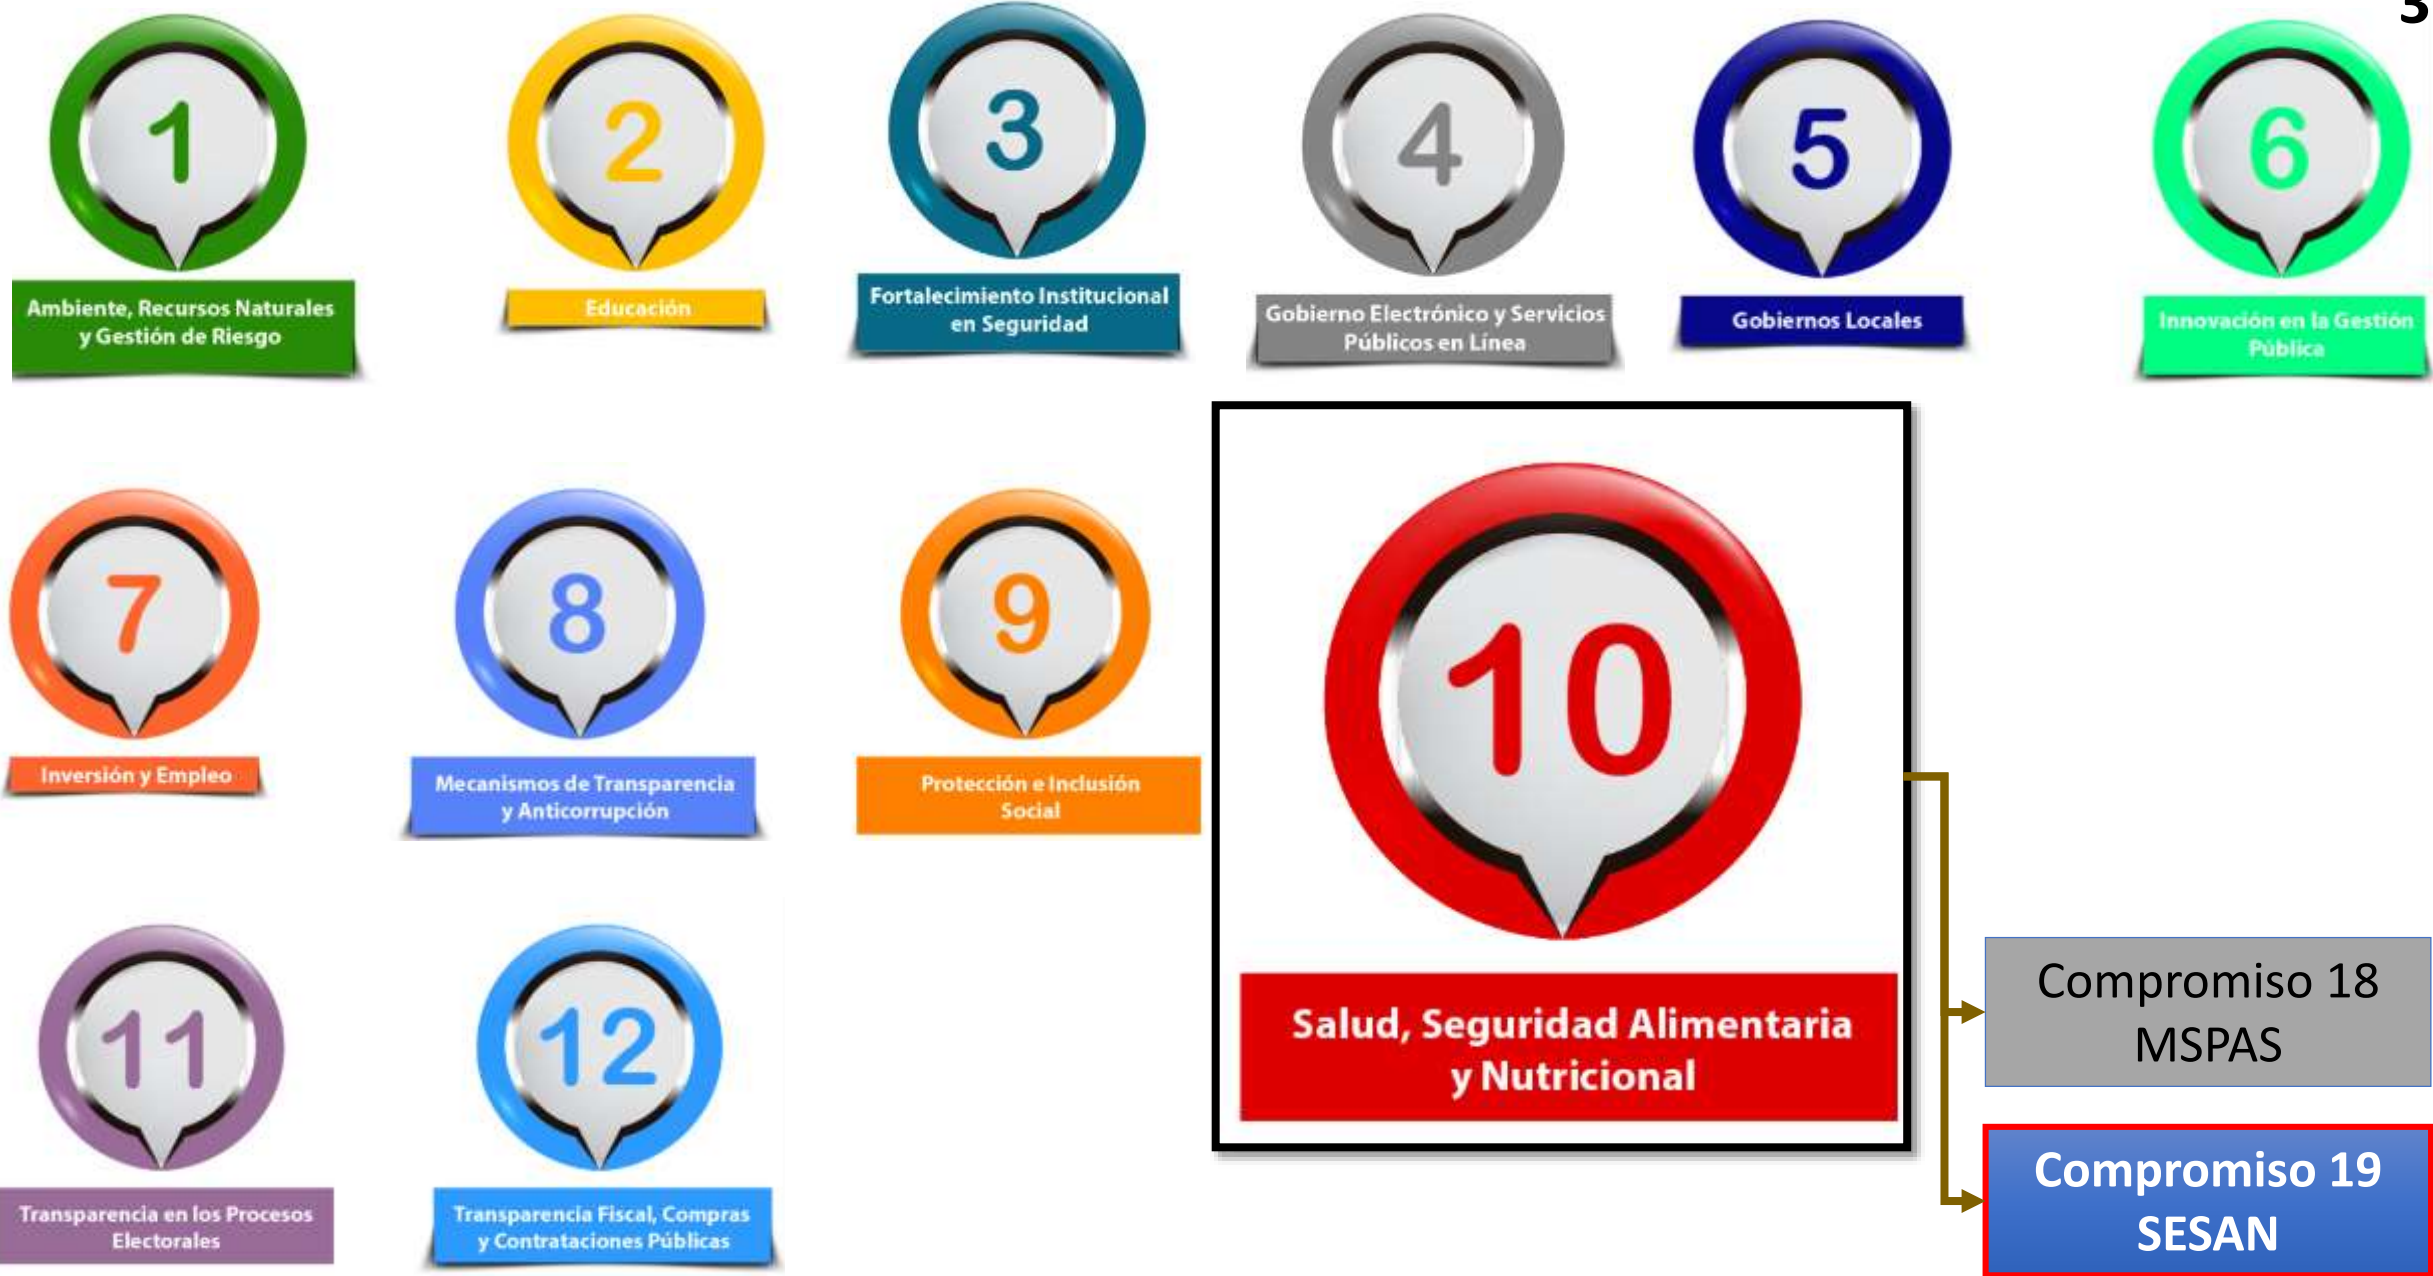 3
1
2
3
4
5
6
Ambiente, Recursos Naturales
y Gestión de Riesgo
Educación
Fortalecimiento Institucional
en Seguridad
Gobierno Electrónico y Servicios
Públicos en Línea
Gobiernos Locales
Innovación en la Gestión
Pública
7
8
9
10
Inversión y Empleo
Mecanismos de Transparencia
y Anticorrupción
Protección e Inclusión
Social
Salud, Seguridad Alimentaria
y Nutricional
Compromiso 18
MSPAS
Compromiso 19
SESAN
11
12
Transparencia en los Procesos
Electorales
Transparencia Fiscal, Compras
y Contrataciones Públicas